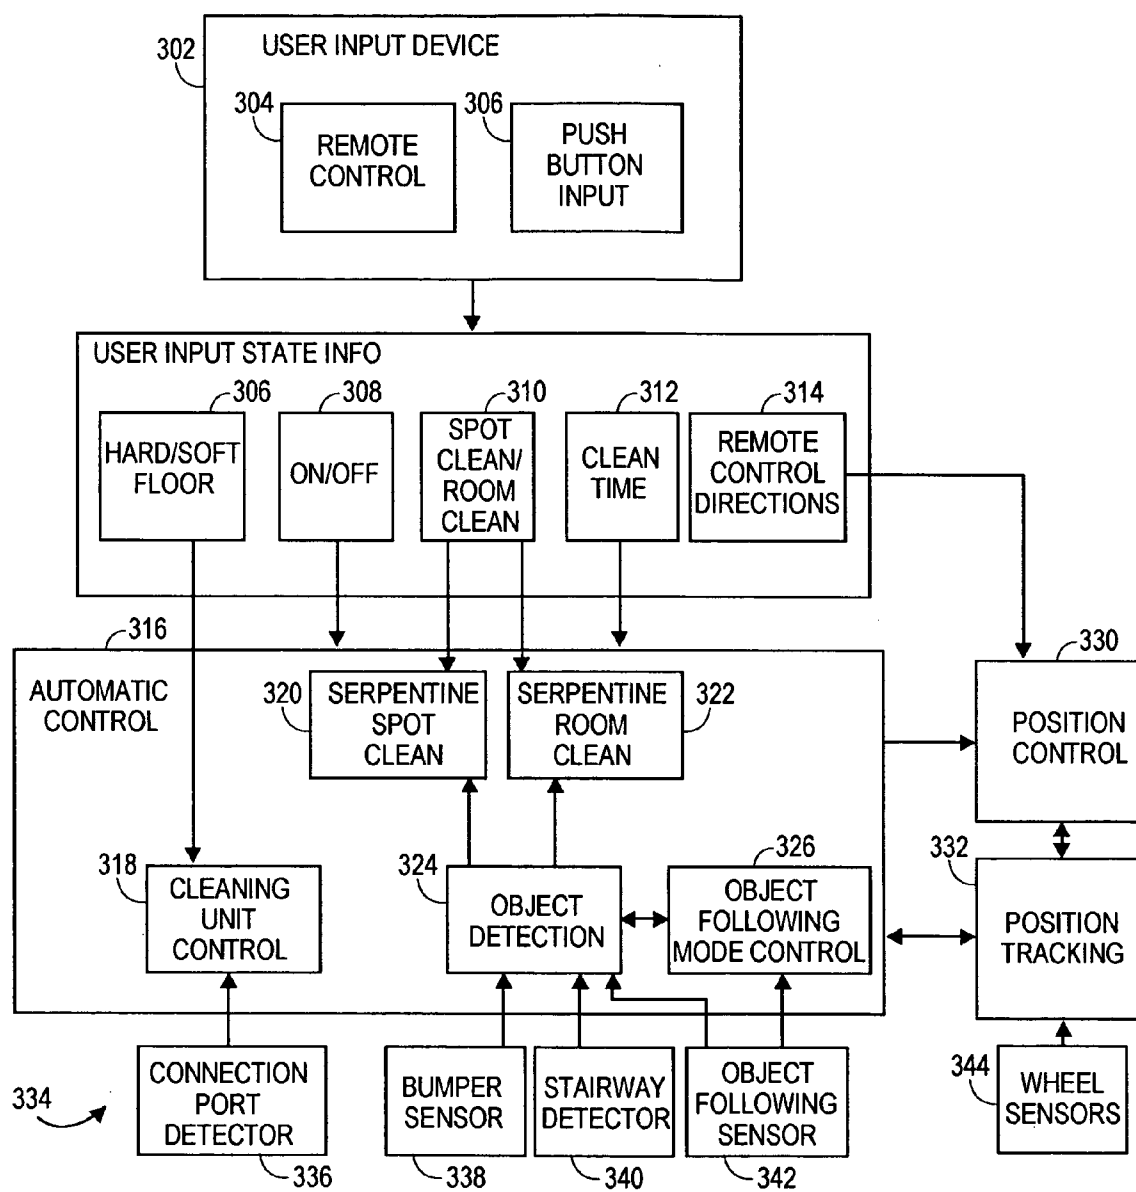 USER INPUT DEVICE
302
304
REMOTE
CONTROL
306
PUSH
BUTTON
INPUT
USER INPUT STATE INFO
306
HARD/SOFT
FLOOR
308
ON/OFF
310
SPOT
CLEAN/
ROOM
CLEAN
312
CLEAN
TIME
314
REMOTE
CONTROL
DIRECTIONS
316
AUTOMATIC
CONTROL
320
SERPENTINE
SPOT
CLEAN
SERPENTINE
ROOM
CLEAN
322
330
POSITION
CONTROL
318
CLEANING
UNIT
CONTROL
324
OBJECT
DETECTION
326
OBJECT
FOLLOWING
MODE CONTROL
332
POSITION
TRACKING
334
CONNECTION
PORT
DETECTOR
336
BUMPER
SENSOR
338
STAIRWAY
DETECTOR
340
OBJECT
FOLLOWING
SENSOR
342
344
WHEEL
SENSORS